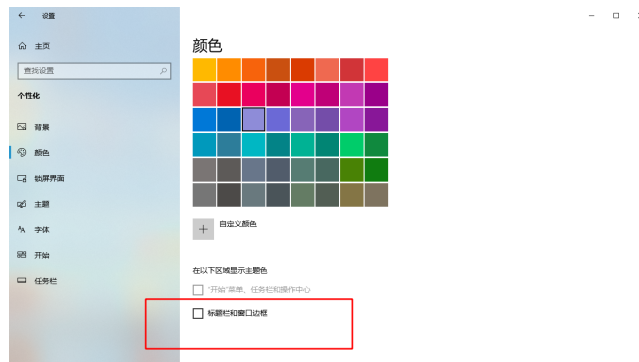 设置
主页
查找设置
个性化
背景
颜色
锁屏界面
主题
字体
开始
任务栏
颜色
自定义颜色
在以下区域显示主题色
"开始"菜单、任务栏和操作中心
标题栏和窗口边框